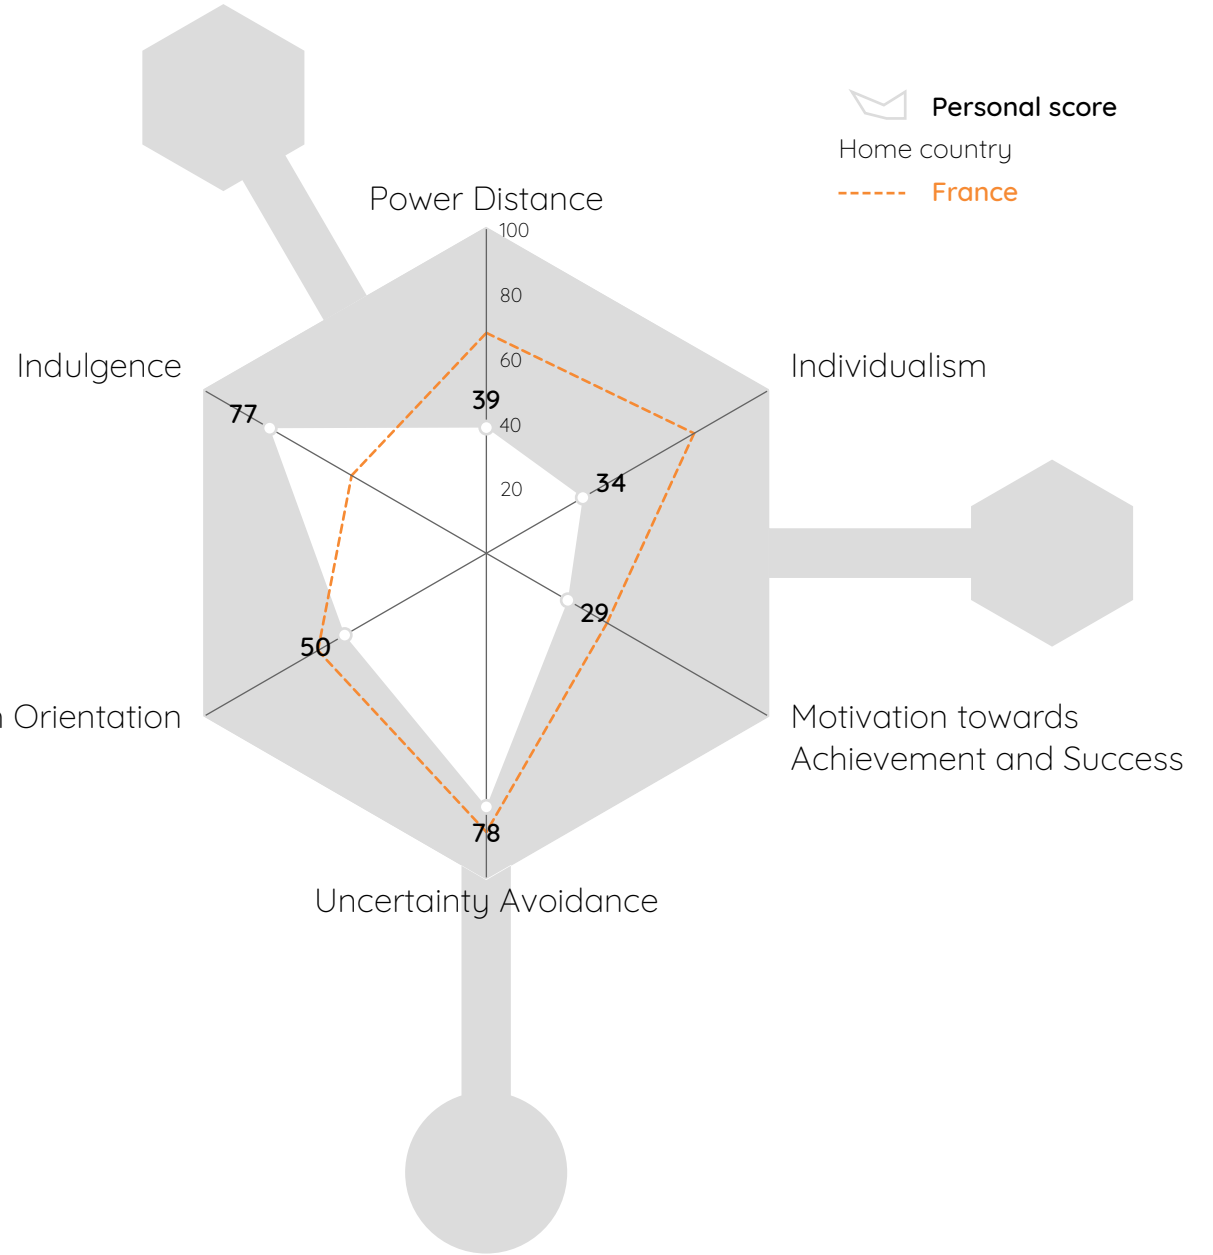 Personal score
Home country
France
Power Distance
100
80
60
40
20
Indulgence
Individualism
77
39
34
29
50
78
Orientation
Motivation towards
Achievement and Success
Uncertainty Avoidance